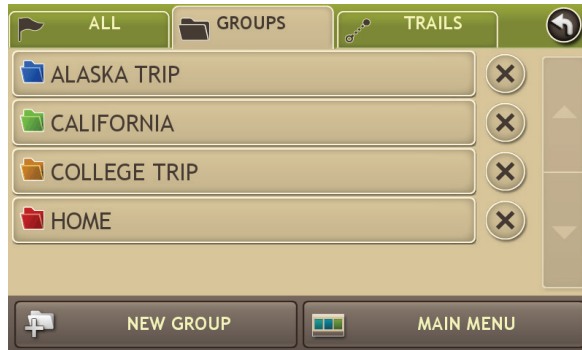 ALL
GROUPS
TRAILS
ALASKA TRIP
CALIFORNIA
COLLEGE TRIP
HOME
NEW GROUP
MAIN MENU